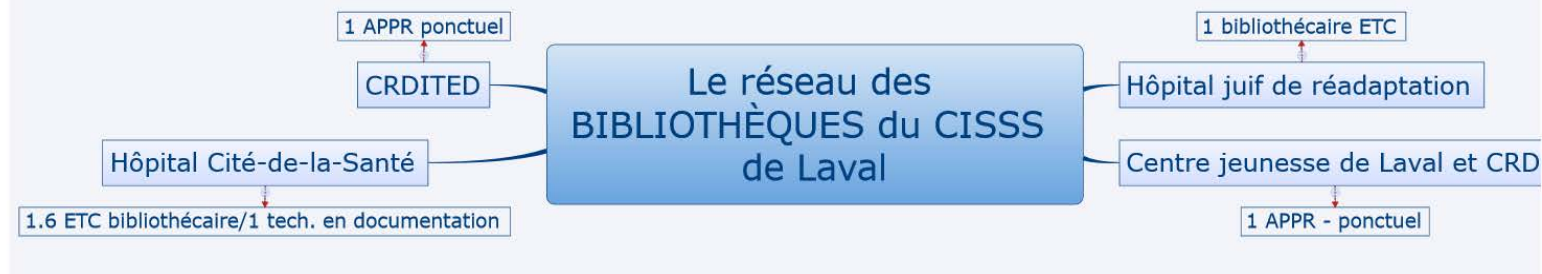 1 APPR ponctuel
CRDITED
Hôpital Cité-de-la-Santé
1.6 ETC bibliothécaire/1 tech. en documentation
Le réseau des
BIBLIOTHÈQUES du CISSS
de Laval
1 bibliothécaire ETC
Hôpital juif de réadaptation
Centre jeunesse de Laval et CRD
1 APPR - ponctuel